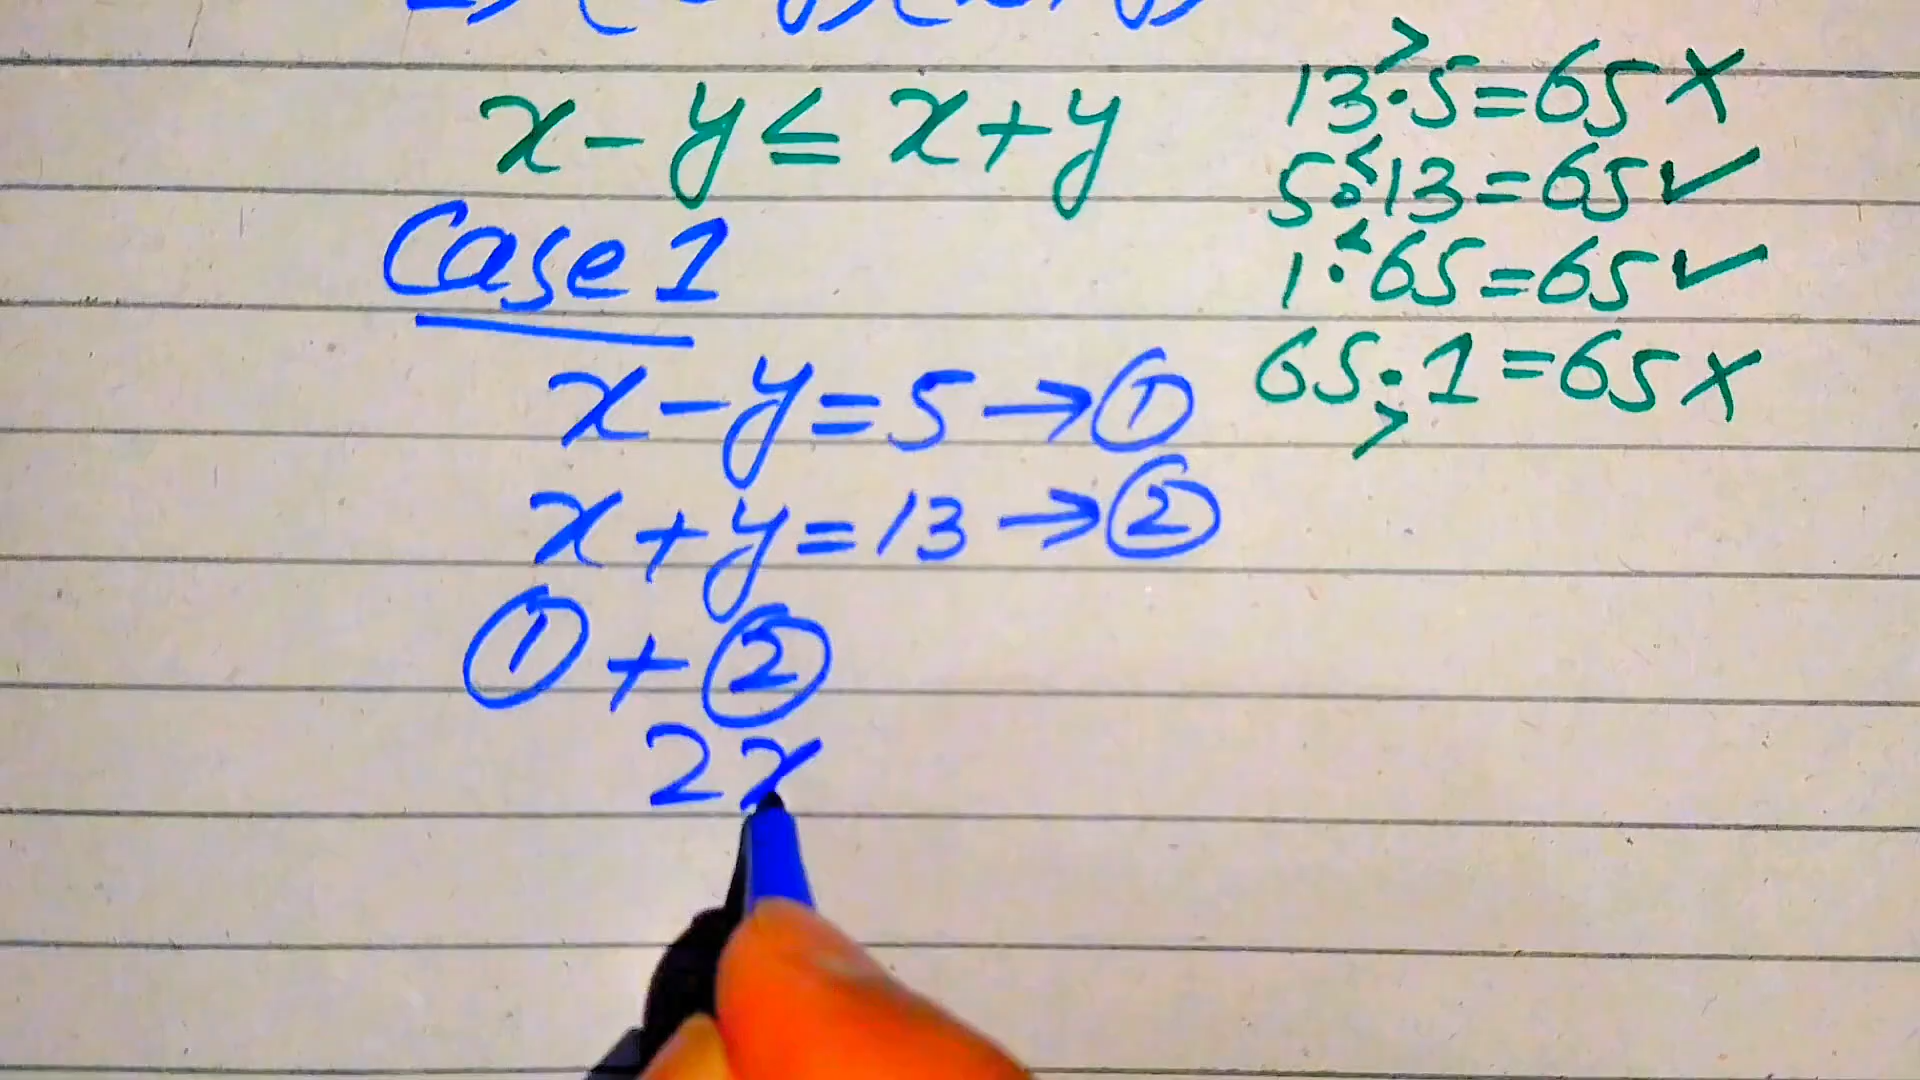 x - y ≤ x + y
Case 1
x - y = 5 → ①
x + y = 13 → ②
① + ②
2x
>
13 · 5 = 65 ×
<
5 · 13 = 65 ✓
<
1 · 65 = 65 ✓
65 · 1 = 65 ×
>